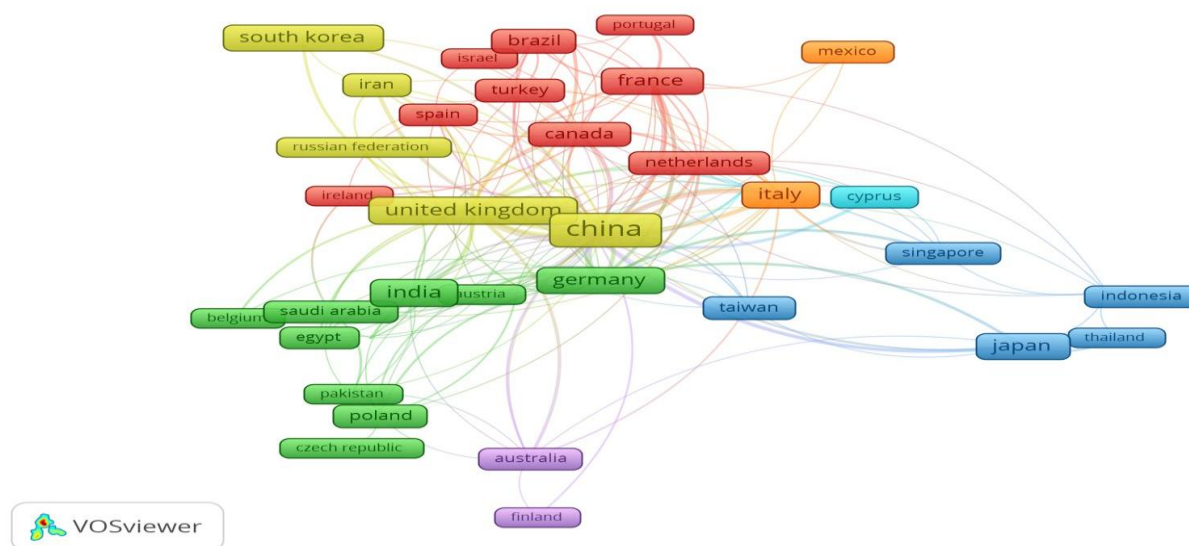 portugal
south korea
brazil
mexico
israel
iran
turkey
france
spain
canada
russian federation
netherlands
ireland
italy
cyprus
united kingdom
china
singapore
germany
india
austria
indonesia
belgium
saudi arabia
taiwan
egypt
japan
thailand
pakistan
poland
czech republic
australia
finland
VOSviewer